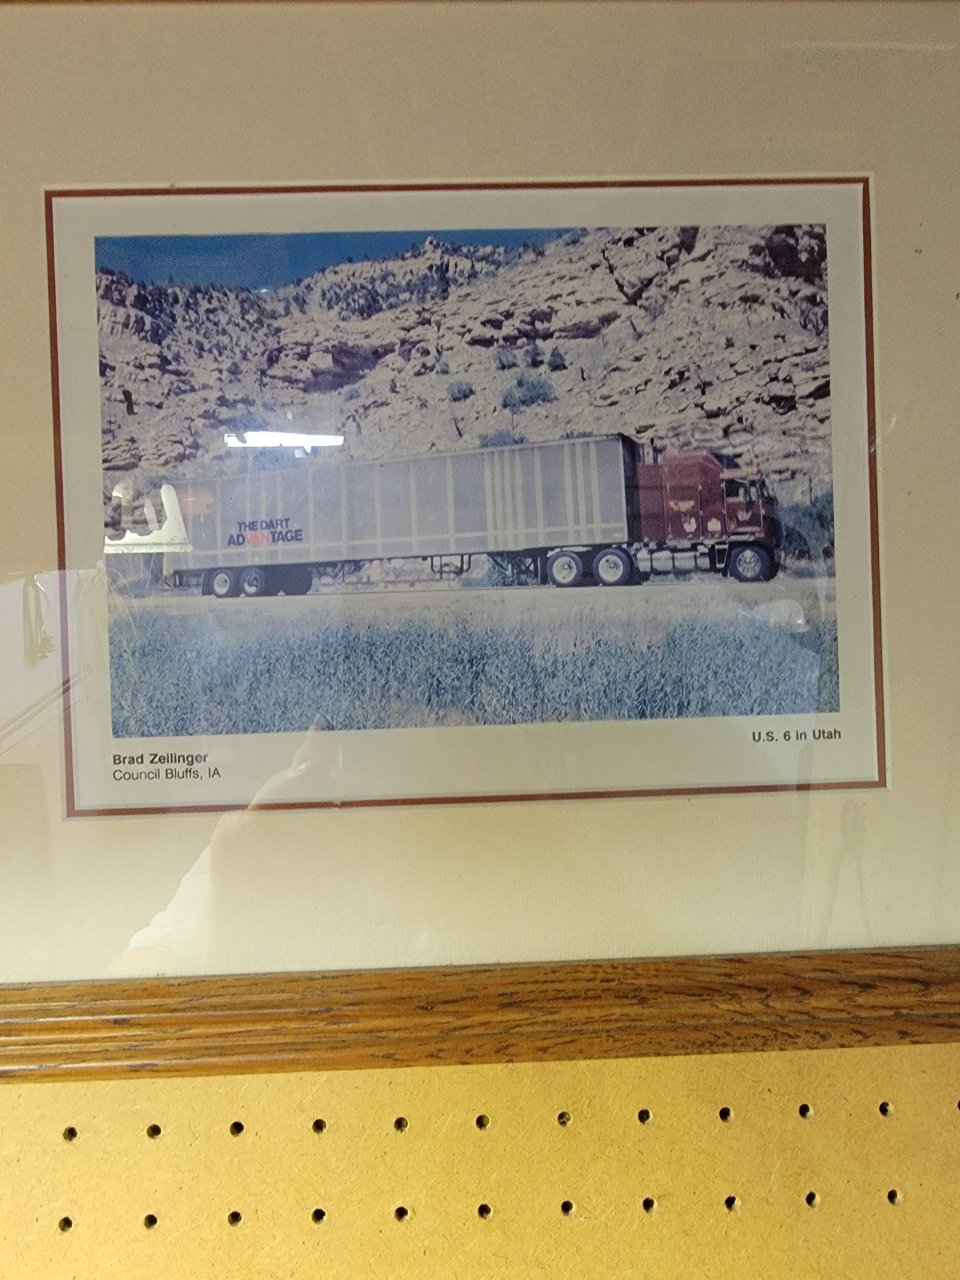 THE DART
ADVANTAGE
Brad Zeilinger
Council Bluffs, IA
U.S. 6 in Utah